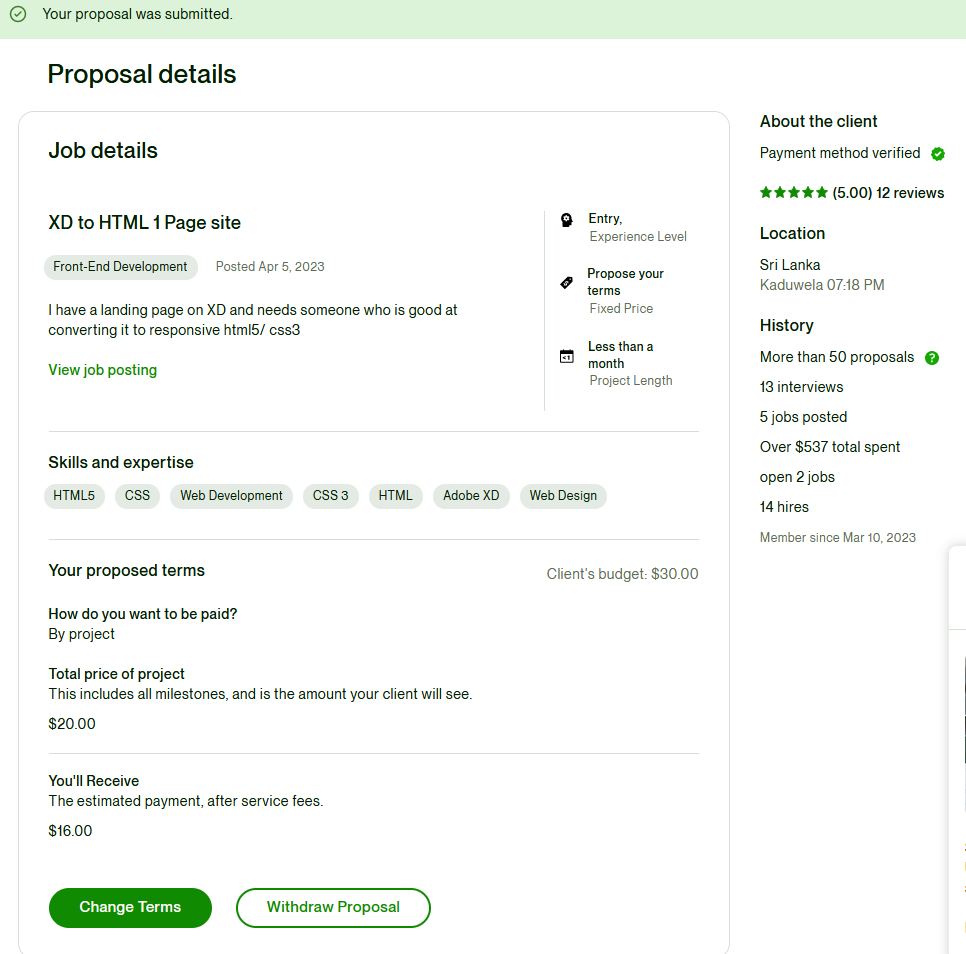 Your proposal was submitted.
Proposal details
Job details
XD to HTML 1 Page site
Front-End Development
Posted Apr 5, 2023
I have a landing page on XD and needs someone who is good at
converting it to responsive html5/ css3
View job posting
Entry,
Experience Level
Propose your
terms
Fixed Price
Less than a
month
Project Length
Skills and expertise
HTML5
CSS
Web Development
CSS 3
HTML
Adobe XD
Web Design
Your proposed terms
Client's budget: $30.00
How do you want to be paid?
By project
Total price of project
This includes all milestones, and is the amount your client will see.
$20.00
You'll Receive
The estimated payment, after service fees.
$16.00
Change Terms
Withdraw Proposal
About the client
Payment method verified
(5.00) 12 reviews
Location
Sri Lanka
Kaduwela 07:18 PM
History
More than 50 proposals ?
13 interviews
5 jobs posted
Over $537 total spent
open 2 jobs
14 hires
Member since Mar 10, 2023